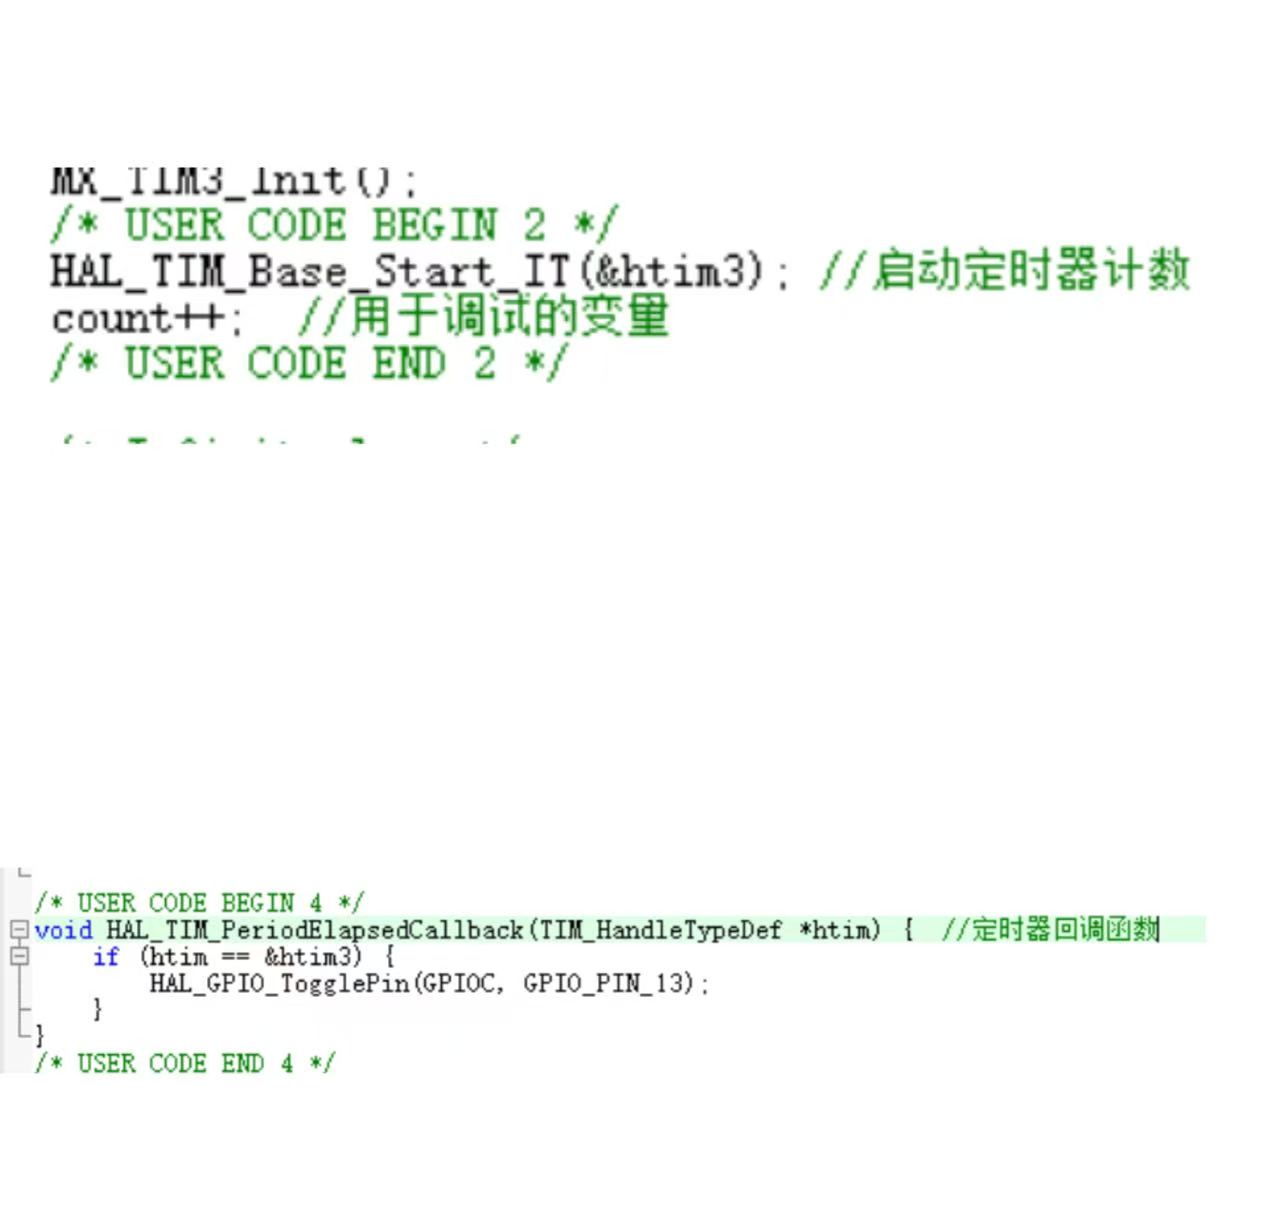 MX_TIM3_Init();
/* USER CODE BEGIN 2 */
HAL_TIM_Base_Start_IT(&htim3); //启动定时器计数
count++; //用于调试的变量
/* USER CODE END 2 */
/* USER CODE BEGIN 4 */
void HAL_TIM_PeriodElapsedCallback(TIM_HandleTypeDef *htim) { //定时器回调函数
if (htim == &htim3) {
HAL_GPIO_TogglePin(GPIOC, GPIO_PIN_13);
}
}
/* USER CODE END 4 */